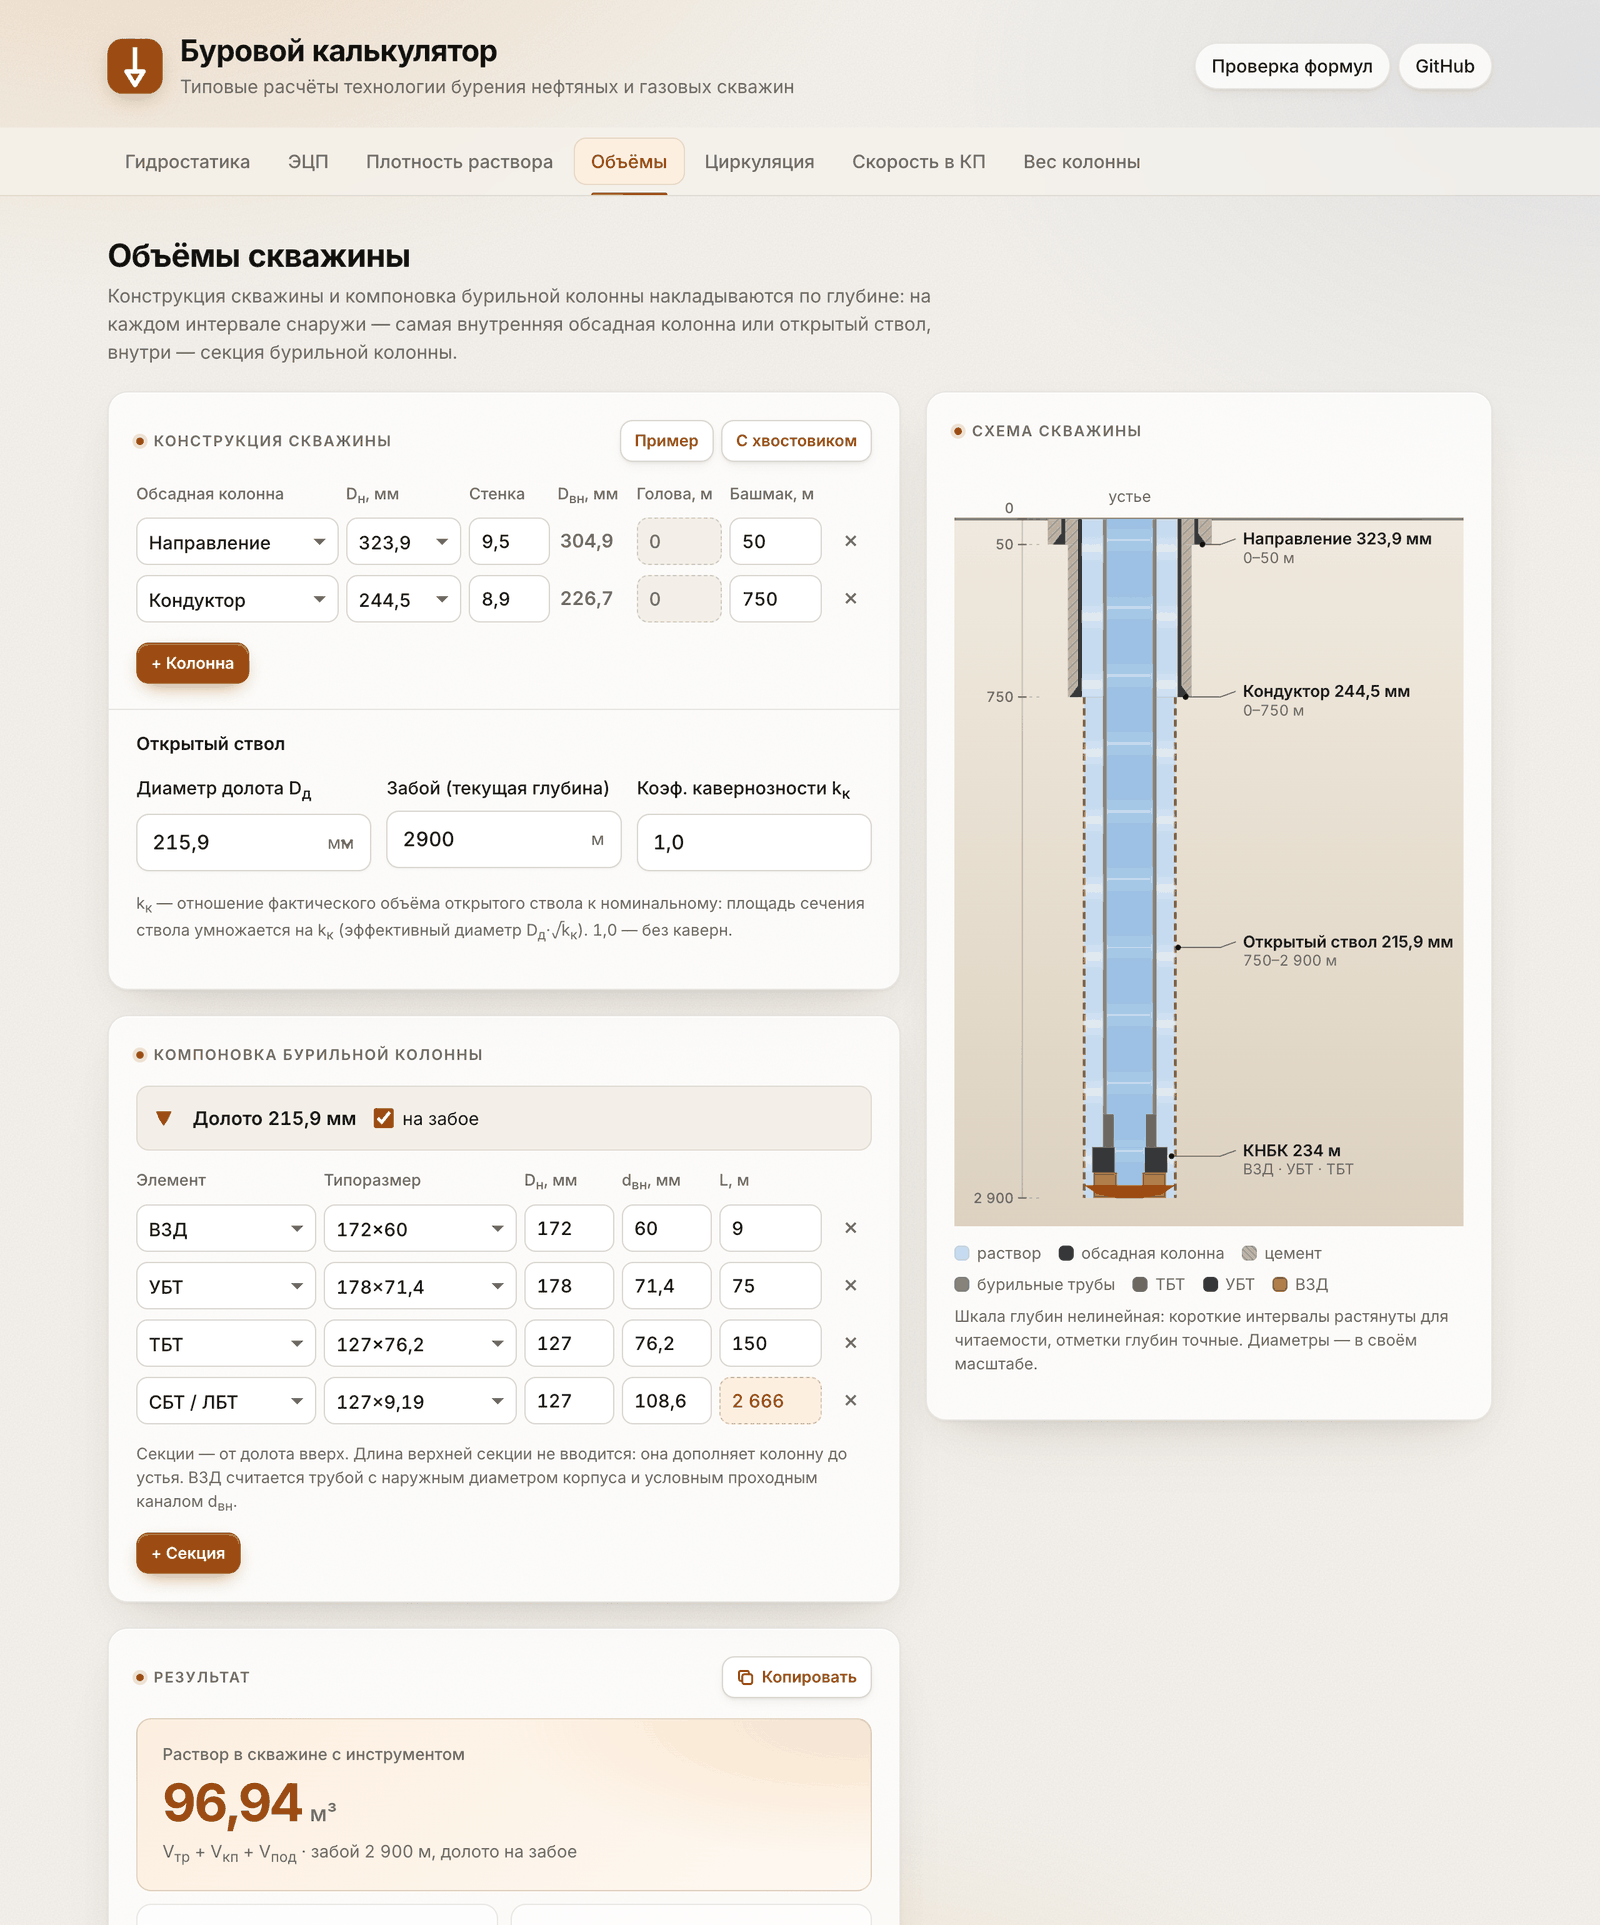 Буровой калькулятор
Типовые расчёты технологии бурения нефтяных и газовых скважин
Проверка формул
GitHub
Гидростатика
ЭЦП
Плотность раствора
Объёмы
Циркуляция
Скорость в КП
Вес колонны
Объёмы скважины
Конструкция скважины и компоновка бурильной колонны накладываются по глубине: на
каждом интервале снаружи — самая внутренняя обсадная колонна или открытый ствол,
внутри — секция бурильной колонны.
КОНСТРУКЦИЯ СКВАЖИНЫ
Пример
С хвостовиком
Обсадная колонна Dн, мм Стенка Dвн, мм Голова, м Башмак, м
Направление 323,9 9,5 304,9 0 50 ×
Кондуктор 244,5 8,9 226,7 0 750 ×
+ Колонна
Открытый ствол
Диаметр долота Dд Забой (текущая глубина) Коэф. кавернозности kк
215,9 мм 2900 м 1,0
kк — отношение фактического объёма открытого ствола к номинальному: площадь сечения
ствола умножается на kк (эффективный диаметр Dд·√kк). 1,0 — без каверн.
КОМПОНОВКА БУРИЛЬНОЙ КОЛОННЫ
Долото 215,9 мм на забое
Элемент Типоразмер Dн, мм dвн, мм L, м
ВЗД 172×60 172 60 9 ×
УБТ 178×71,4 178 71,4 75 ×
ТБТ 127×76,2 127 76,2 150 ×
СБТ / ЛБТ 127×9,19 127 108,6 2 666 ×
Секции — от долота вверх. Длина верхней секции не вводится: она дополняет колонну до
устья. ВЗД считается трубой с наружным диаметром корпуса и условным проходным
каналом dвн.
+ Секция
РЕЗУЛЬТАТ
Копировать
Раствор в скважине с инструментом
96,94 м³
Vтр + Vкп + Vпод · забой 2 900 м, долото на забое
СХЕМА СКВАЖИНЫ
устье
0
50
Направление 323,9 мм
0–50 м
750
Кондуктор 244,5 мм
0–750 м
Открытый ствол 215,9 мм
750–2 900 м
КНБК 234 м
ВЗД · УБТ · ТБТ
2 900
раствор обсадная колонна цемент
бурильные трубы ТБТ УБТ ВЗД
Шкала глубин нелинейная: короткие интервалы растянуты для
читаемости, отметки глубин точные. Диаметры — в своём
масштабе.